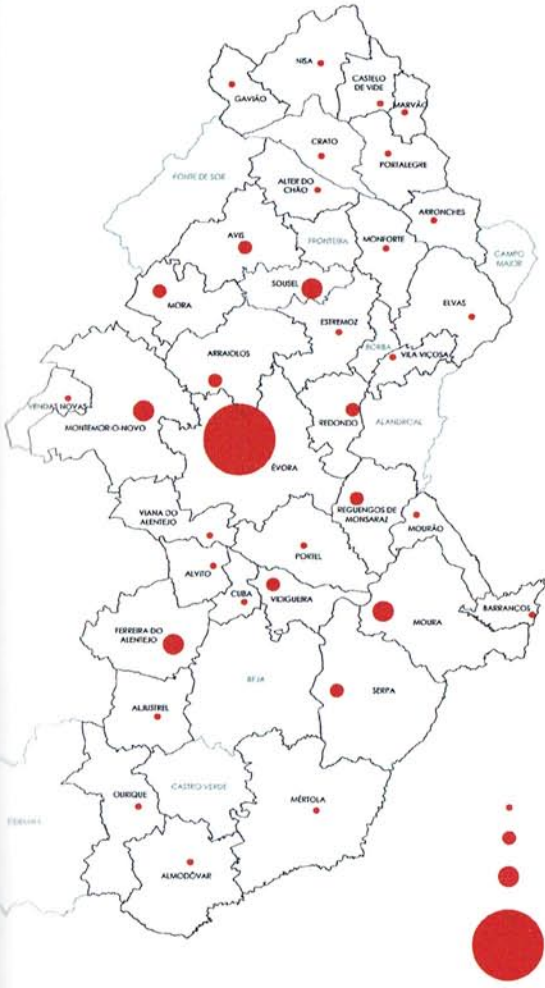 NISA
CASTELO
DE VIDE
GAVIÃO
MARVÃO
CRATO
PORTALEGRE
PONTE DE SOR
ALTER DO
CHÃO
ARRONCHES
AVIS
FRONTEIRA
MONFORTE
CAMPO
MAIOR
SOUSEL
MORA
ELVAS
ESTREMOZ
ARRAIOLOS
BORBA
VILA VIÇOSA
VENDAS NOVAS
MONTEMOR-O-NOVO
REDONDO
ALANDROAL
ÉVORA
VIANA DO
ALENTEJO
REGUENGOS DE
MONSARAZ
MOURÃO
PORTEL
ALVITO
CUBA
VIDIGUEIRA
BARRANCOS
MOURA
FERREIRA DO
ALENTEJO
BEJA
SERPA
ALJUSTREL
CASTRO VERDE
OURIQUE
MÉRTOLA
ALMODÔVAR